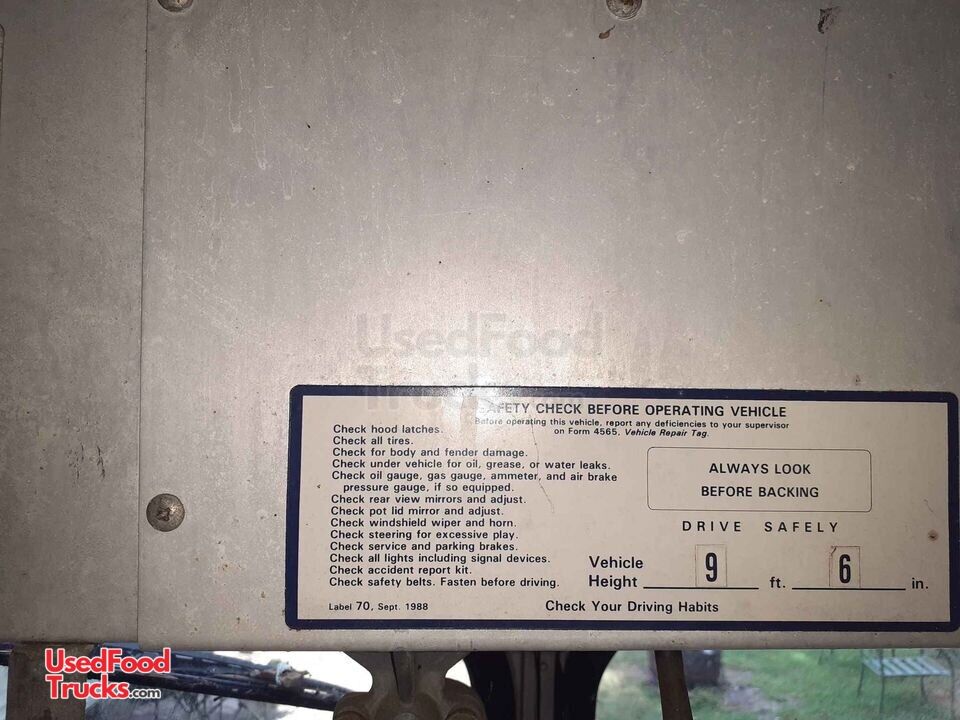 UsedFood
Trucks.com
SAFETY CHECK BEFORE OPERATING VEHICLE
Before operating this vehicle, report any deficiencies to your supervisor
on Form 4565, Vehicle Repair Tag.
Check hood latches.
Check all tires.
Check for body and fender damage.
Check under vehicle for oil, grease, or water leaks.
Check oil gauge, gas gauge, ammeter, and air brake
pressure gauge, if so equipped.
Check rear view mirrors and adjust.
Check pot lid mirror and adjust.
Check windshield wiper and horn.
Check steering for excessive play.
Check service and parking brakes.
Check all lights including signal devices.
Check accident report kit.
Check safety belts. Fasten before driving.
Label 70, Sept. 1988
ALWAYS LOOK
BEFORE BACKING
DRIVE SAFELY
Vehicle
Height 9 ft. 6 in.
Check Your Driving Habits
UsedFood
Trucks.com